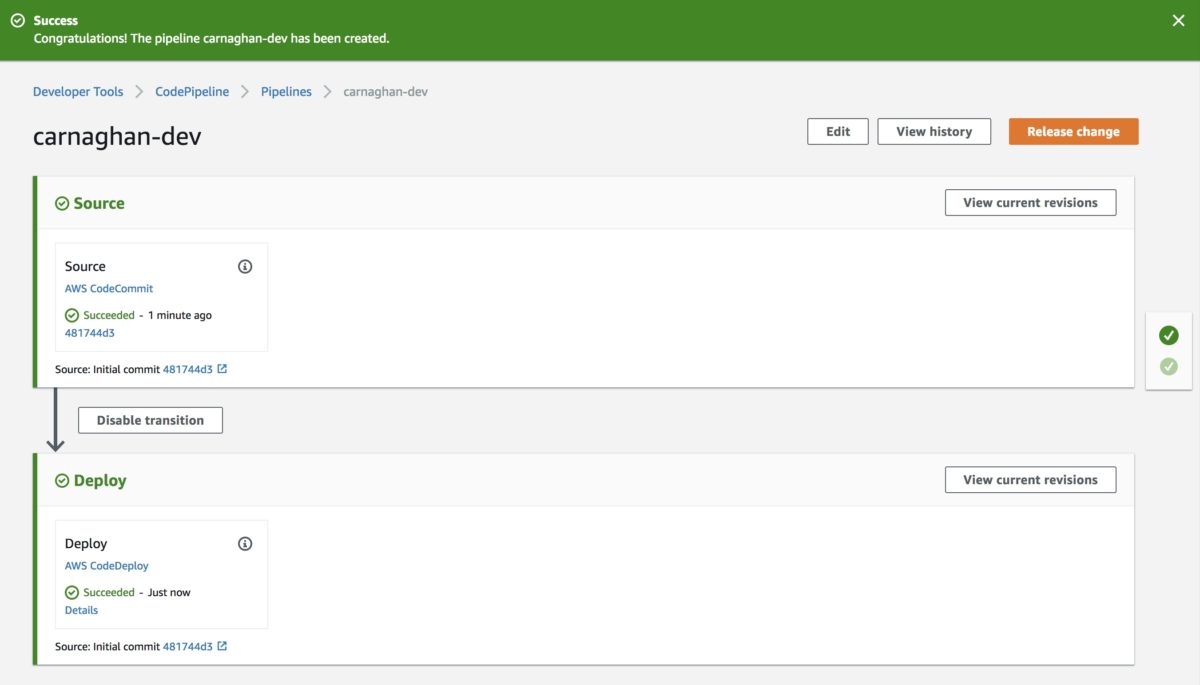 Success
Congratulations! The pipeline carnaghan-dev has been created.
Developer Tools > CodePipeline > Pipelines > carnaghan-dev
carnaghan-dev
Edit
View history
Release change
Source
View current revisions
Source
AWS CodeCommit
Succeeded - 1 minute ago
481744d3
Source: Initial commit 481744d3
Disable transition
Deploy
View current revisions
Deploy
AWS CodeDeploy
Succeeded - Just now
Details
Source: Initial commit 481744d3